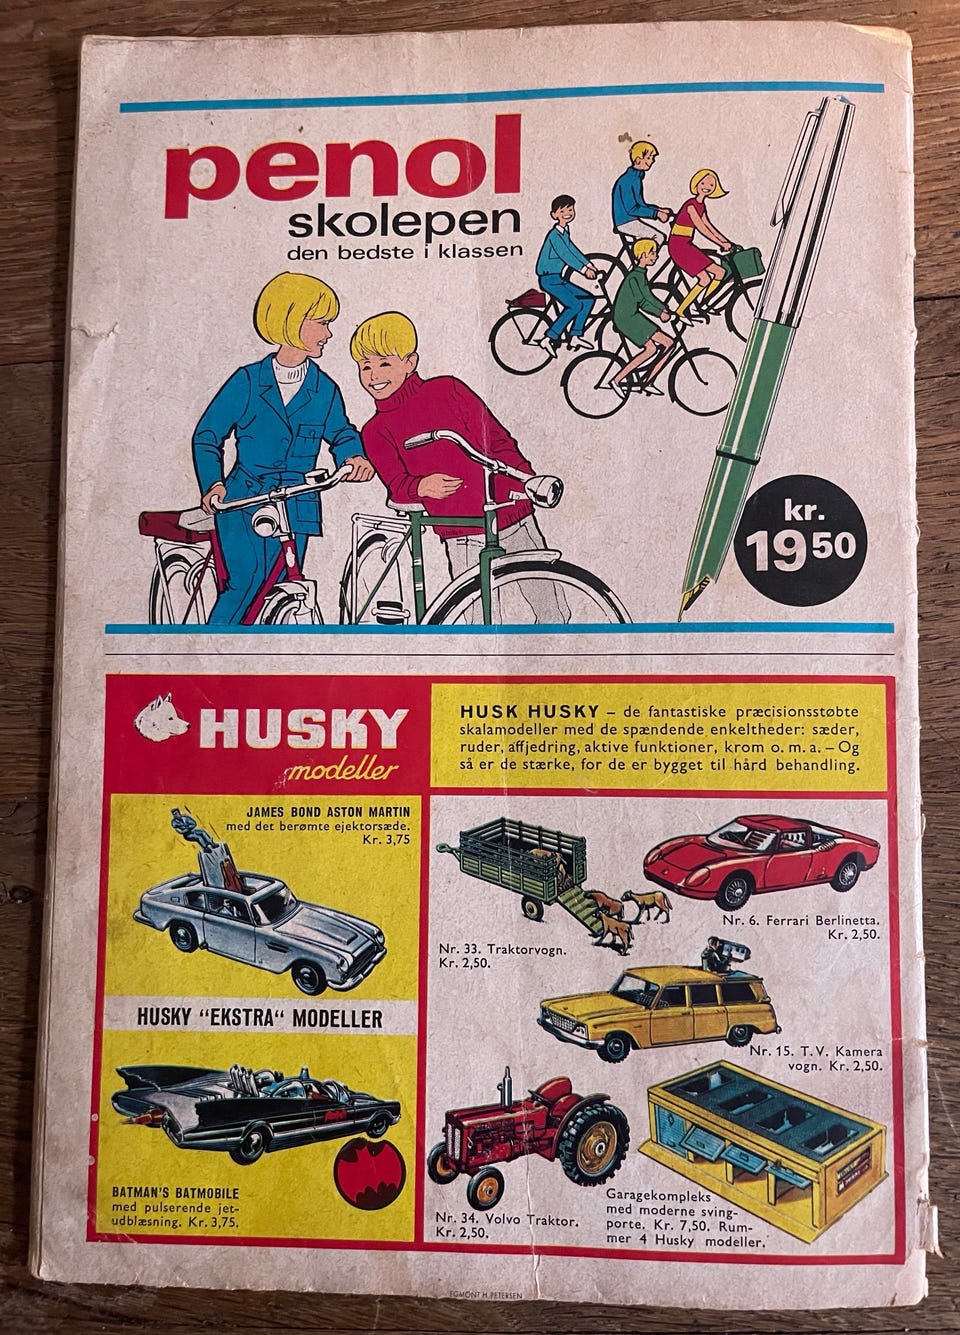 penol
skolepen
den bedste i klassen
kr.
19 50
HUSKY
modeller
HUSK HUSKY – de fantastiske præcisionsstøbte
skalamodeller med de spændende enkeltheder: sæder,
ruder, affjedring, aktive funktioner, krom o. m. a. – Og
så er de stærke, for de er bygget til hård behandling.
JAMES BOND ASTON MARTIN
med det berømte ejektorsæde.
Kr. 3,75
HUSKY “EKSTRA“ MODELLER
BATMAN'S BATMOBILE
med pulserende jet-
udblæsning. Kr. 3,75.
Nr. 33. Traktorvogn.
Kr. 2,50.
Nr. 6. Ferrari Berlinetta.
Kr. 2,50.
Nr. 15. T.V. Kamera
vogn. Kr. 2,50.
Nr. 34. Volvo Traktor.
Kr. 2,50.
Garagekompleks
med moderne sving-
porte. Kr. 7,50. Rum-
mer 4 Husky modeller.
EGMONT H. PETERSEN